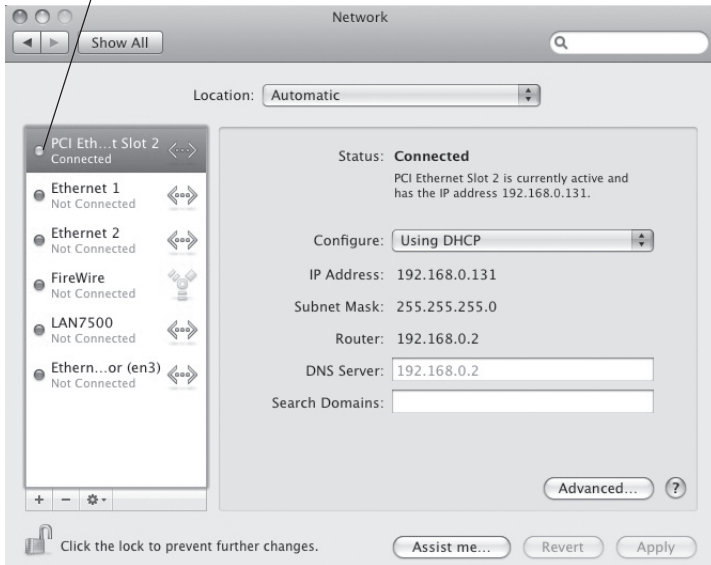 Network
Show All
Location: Automatic
PCI Eth...t Slot 2
Connected
Ethernet 1
Not Connected
Ethernet 2
Not Connected
FireWire
Not Connected
LAN7500
Not Connected
Ethern...or (en3)
Not Connected
Status: Connected
PCI Ethernet Slot 2 is currently active and
has the IP address 192.168.0.131.
Configure: Using DHCP
IP Address: 192.168.0.131
Subnet Mask: 255.255.255.0
Router: 192.168.0.2
DNS Server: 192.168.0.2
Search Domains:
Advanced... ?
Click the lock to prevent further changes.
Assist me... Revert Apply